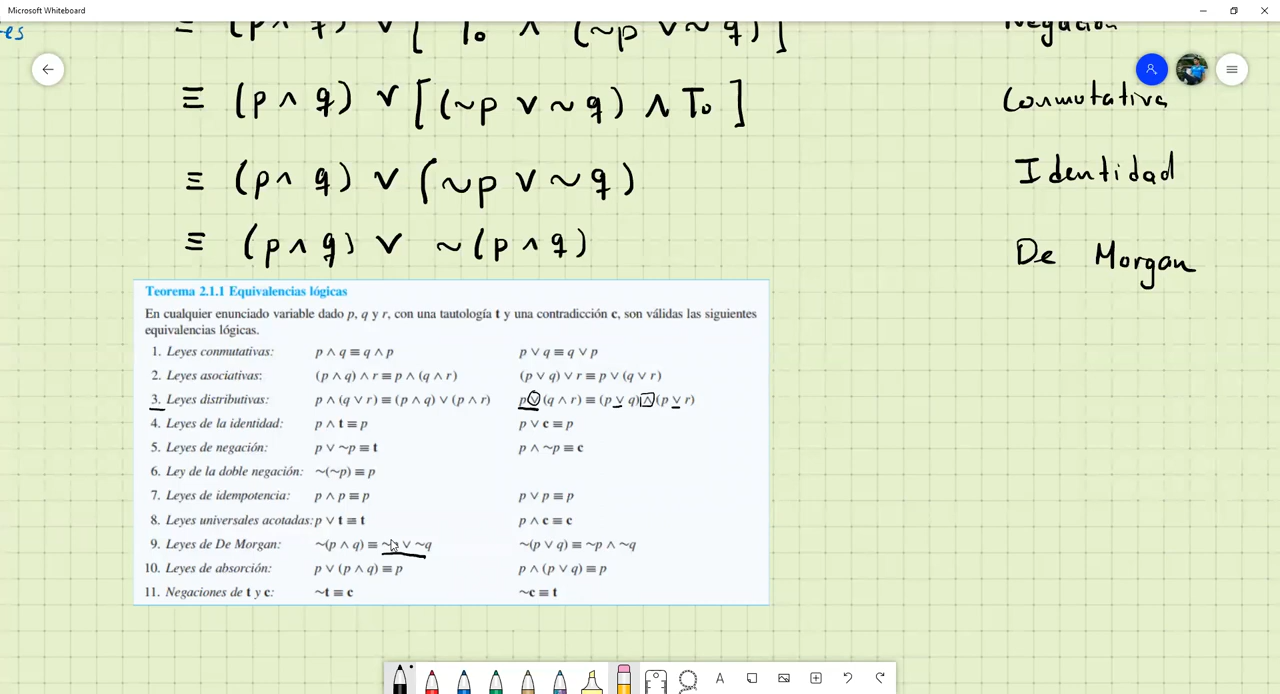 Microsoft Whiteboard
es
≡ (p ∧ q) ∨ [ T₀ ∧ (~p ∨ ~q) ] Negación
≡ (p ∧ q) ∨ [(~p ∨ ~q) ∧ T₀ ] Conmutativa
≡ (p ∧ q) ∨ (~p ∨ ~q) Identidad
≡ (p ∧ q) ∨ ~(p ∧ q) De Morgan
Teorema 2.1.1 Equivalencias lógicas
En cualquier enunciado variable dado p, q y r, con una tautología t y una contradicción c, son válidas las siguientes
equivalencias lógicas.
1. Leyes conmutativas: p ∧ q ≡ q ∧ p p ∨ q ≡ q ∨ p
2. Leyes asociativas: (p ∧ q) ∧ r ≡ p ∧ (q ∧ r) (p ∨ q) ∨ r ≡ p ∨ (q ∨ r)
3. Leyes distributivas: p ∧ (q ∨ r) ≡ (p ∧ q) ∨ (p ∧ r) p ∨ (q ∧ r) ≡ (p ∨ q) ∧ (p ∨ r)
4. Leyes de la identidad: p ∧ t ≡ p p ∨ c ≡ p
5. Leyes de negación: p ∨ ~p ≡ t p ∧ ~p ≡ c
6. Ley de la doble negación: ~(~p) ≡ p
7. Leyes de idempotencia: p ∧ p ≡ p p ∨ p ≡ p
8. Leyes universales acotadas: p ∨ t ≡ t p ∧ c ≡ c
9. Leyes de De Morgan: ~(p ∧ q) ≡ ~p ∨ ~q ~(p ∨ q) ≡ ~p ∧ ~q
10. Leyes de absorción: p ∨ (p ∧ q) ≡ p p ∧ (p ∨ q) ≡ p
11. Negaciones de t y c: ~t ≡ c ~c ≡ t
A